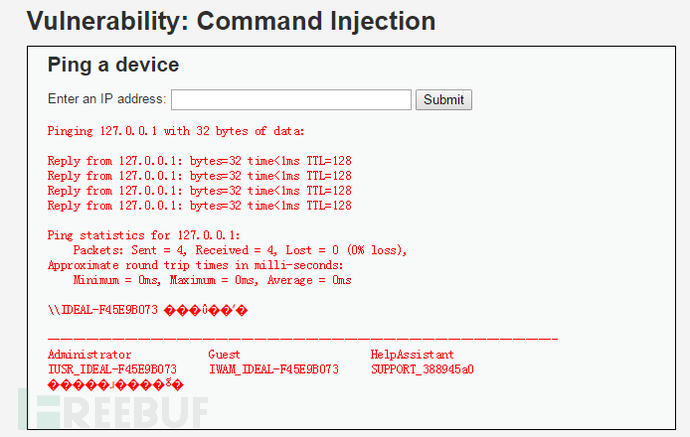 Vulnerability: Command Injection
Ping a device
Enter an IP address: Submit
Pinging 127.0.0.1 with 32 bytes of data:
Reply from 127.0.0.1: bytes=32 time<1ms TTL=128
Reply from 127.0.0.1: bytes=32 time<1ms TTL=128
Reply from 127.0.0.1: bytes=32 time<1ms TTL=128
Reply from 127.0.0.1: bytes=32 time<1ms TTL=128
Ping statistics for 127.0.0.1:
Packets: Sent = 4, Received = 4, Lost = 0 (0% loss),
Approximate round trip times in milli-seconds:
Minimum = 0ms, Maximum = 0ms, Average = 0ms
\\IDEAL-F45E9B073
Administrator Guest HelpAssistant
IUSR_IDEAL-F45E9B073 IWAM_IDEAL-F45E9B073 SUPPORT_388945a0
FREEBUF